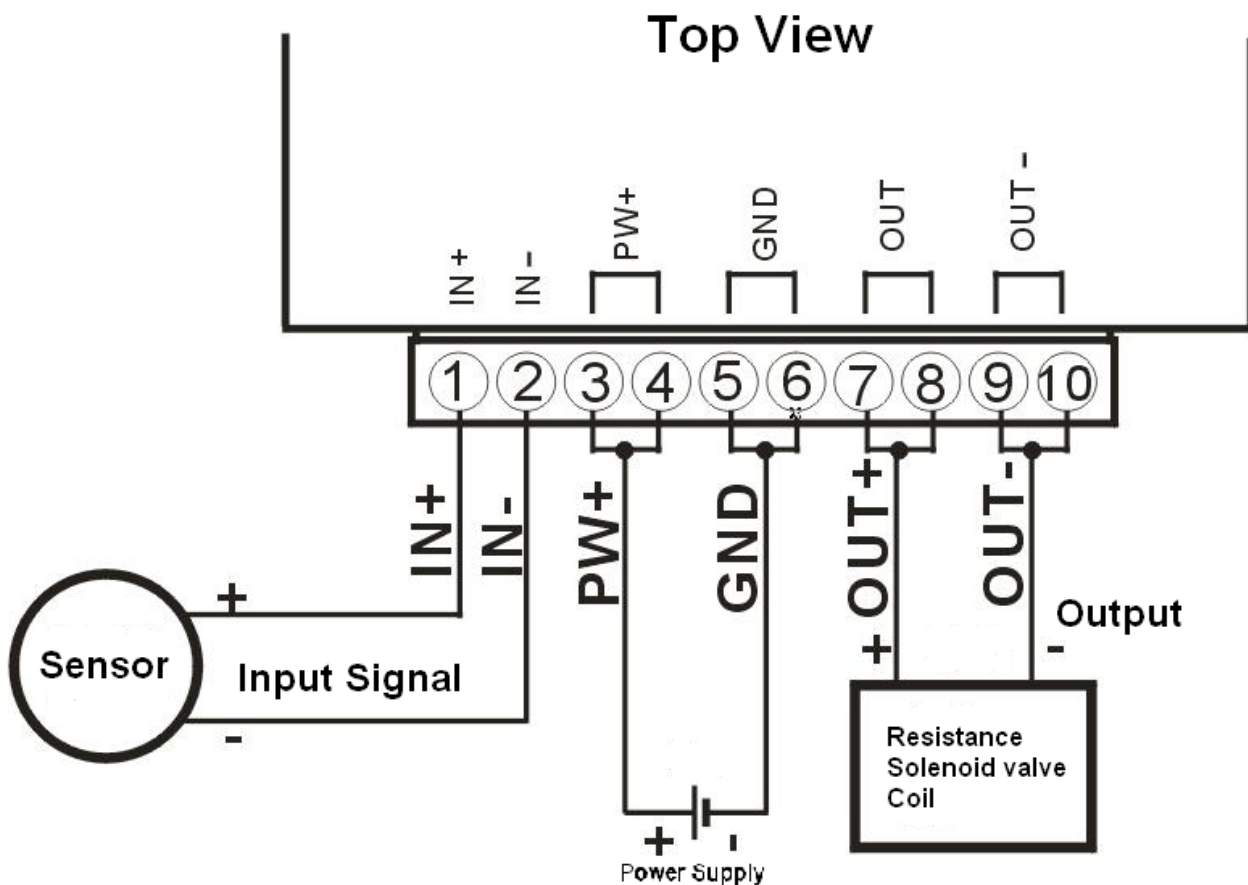 Top View
IN+
IN-
PW+
GND
OUT
OUT-
1 2 3 4 5 6 7 8 9 10
IN+
IN-
PW+
GND
OUT+
OUT-
+
Sensor
Input Signal
-
+ -
Power Supply
Output
+ -
Resistance
Solenoid valve
Coil